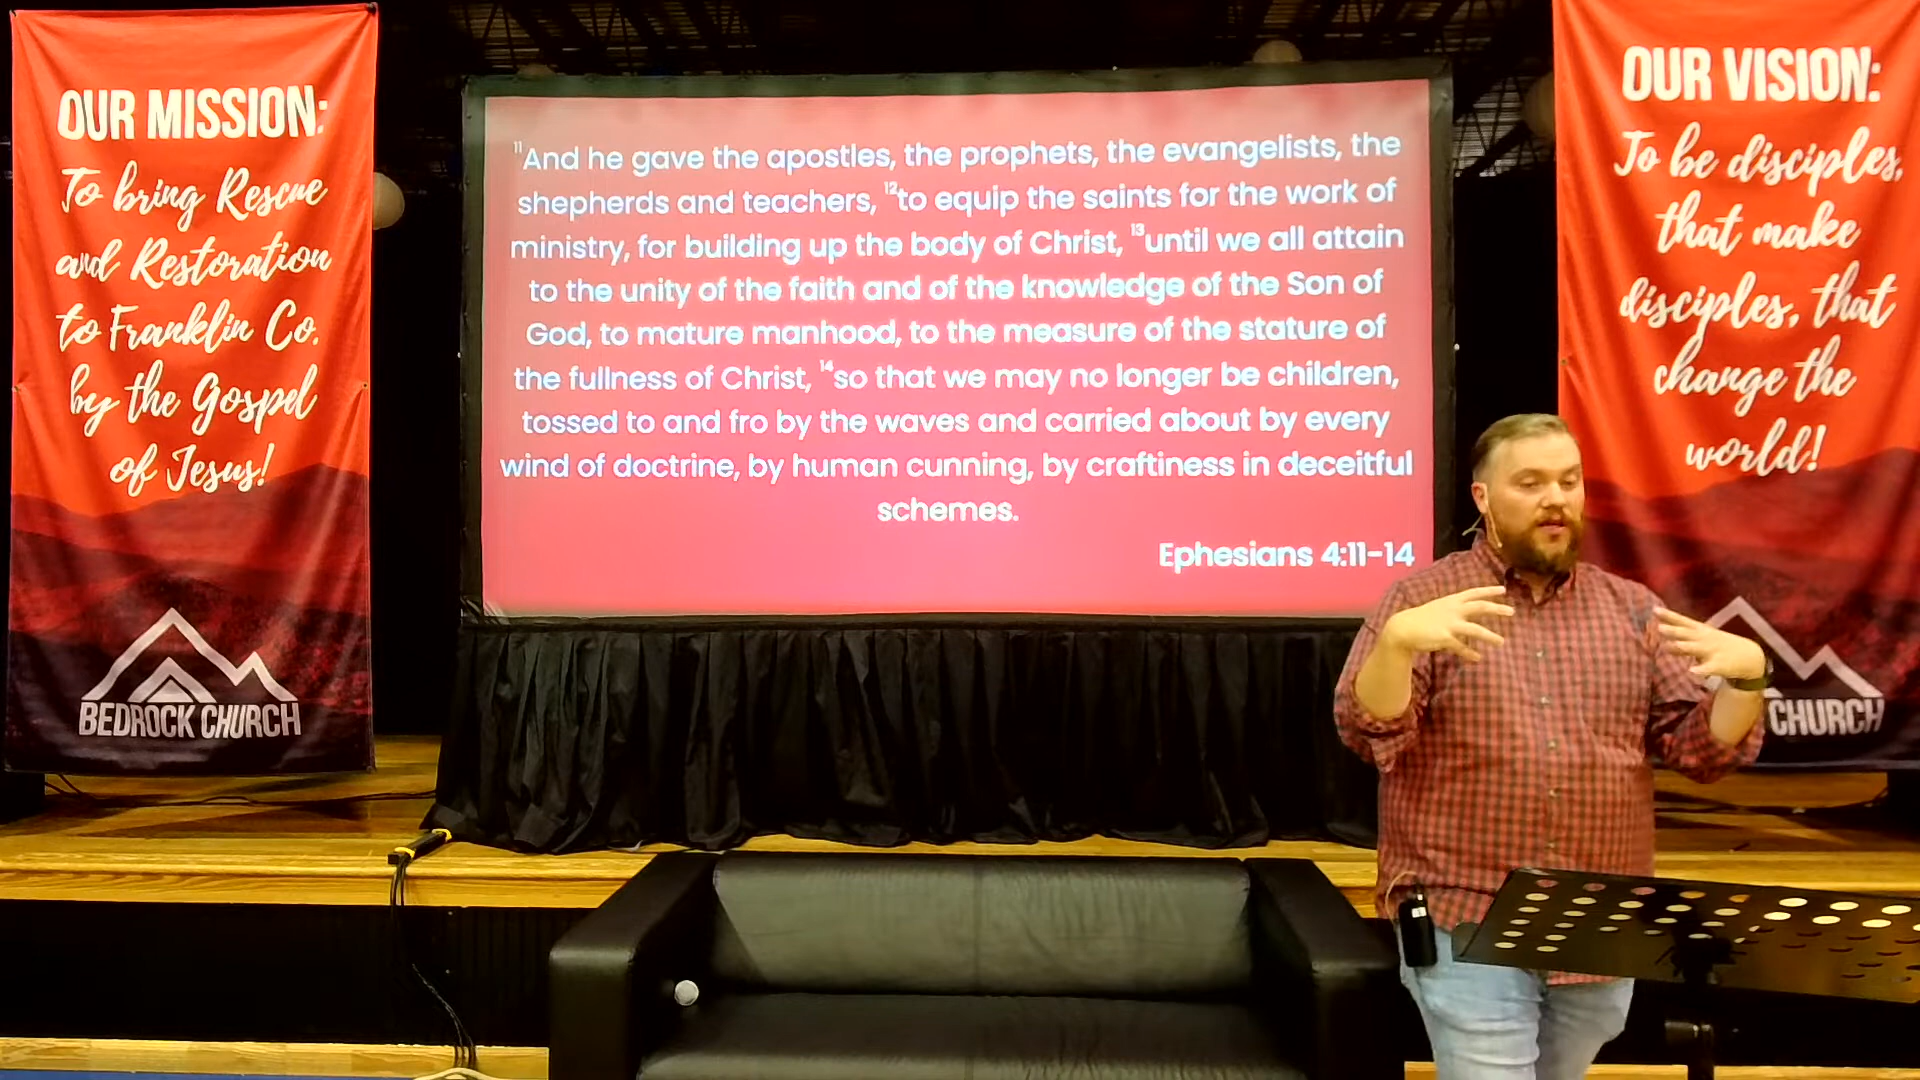 OUR MISSION:
To bring Rescue
and Restoration
to Franklin Co.
by the Gospel
of Jesus!
BEDROCK CHURCH
¹¹And he gave the apostles, the prophets, the evangelists, the
shepherds and teachers, ¹²to equip the saints for the work of
ministry, for building up the body of Christ, ¹³until we all attain
to the unity of the faith and of the knowledge of the Son of
God, to mature manhood, to the measure of the stature of
the fullness of Christ, ¹⁴so that we may no longer be children,
tossed to and fro by the waves and carried about by every
wind of doctrine, by human cunning, by craftiness in deceitful
schemes.
Ephesians 4:11-14
OUR VISION:
To be disciples,
that make
disciples, that
change the
world!
CHURCH